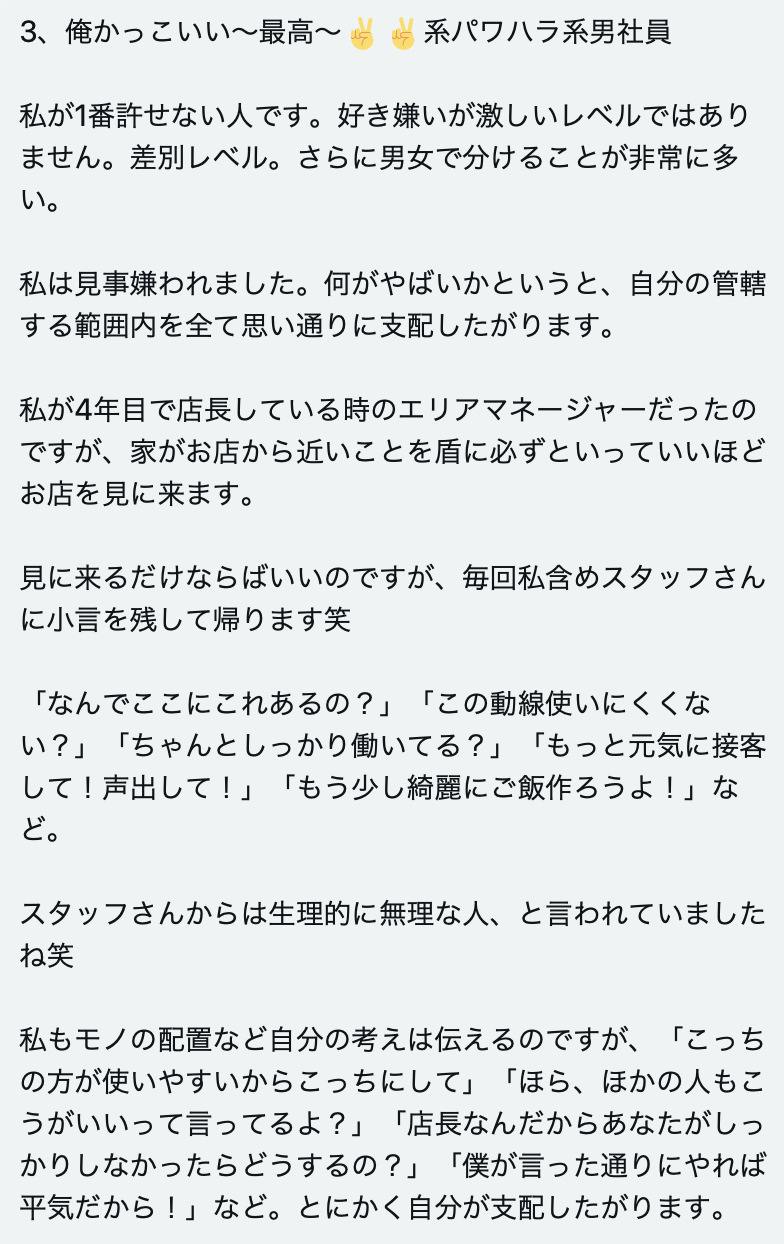 3、俺かっこいい〜最高〜✌️✌️系パワハラ系男社員
私が1番許せない人です。好き嫌いが激しいレベルではあり
ません。差別レベル。さらに男女で分けることが非常に多
い。
私は見事嫌われました。何がやばいかというと、自分の管轄
する範囲内を全て思い通りに支配したがります。
私が4年目で店長している時のエリアマネージャーだったの
ですが、家がお店から近いことを盾に必ずといっていいほど
お店を見に来ます。
見に来るだけならばいいのですが、毎回私含めスタッフさん
に小言を残して帰ります笑
「なんでここにこれあるの？」「この動線使いにくくな
い？」「ちゃんとしっかり働いてる？」「もっと元気に接客
して！声出して！」「もう少し綺麗にご飯作ろうよ！」な
ど。
スタッフさんからは生理的に無理な人、と言われていました
ね笑
私もモノの配置など自分の考えは伝えるのですが、「こっち
の方が使いやすいからこっちにして」「ほら、ほかの人もこ
うがいいって言ってるよ？」「店長なんだからあなたがしっ
かりしなかったらどうするの？」「僕が言った通りにやれば
平気だから！」など。とにかく自分が支配したがります。